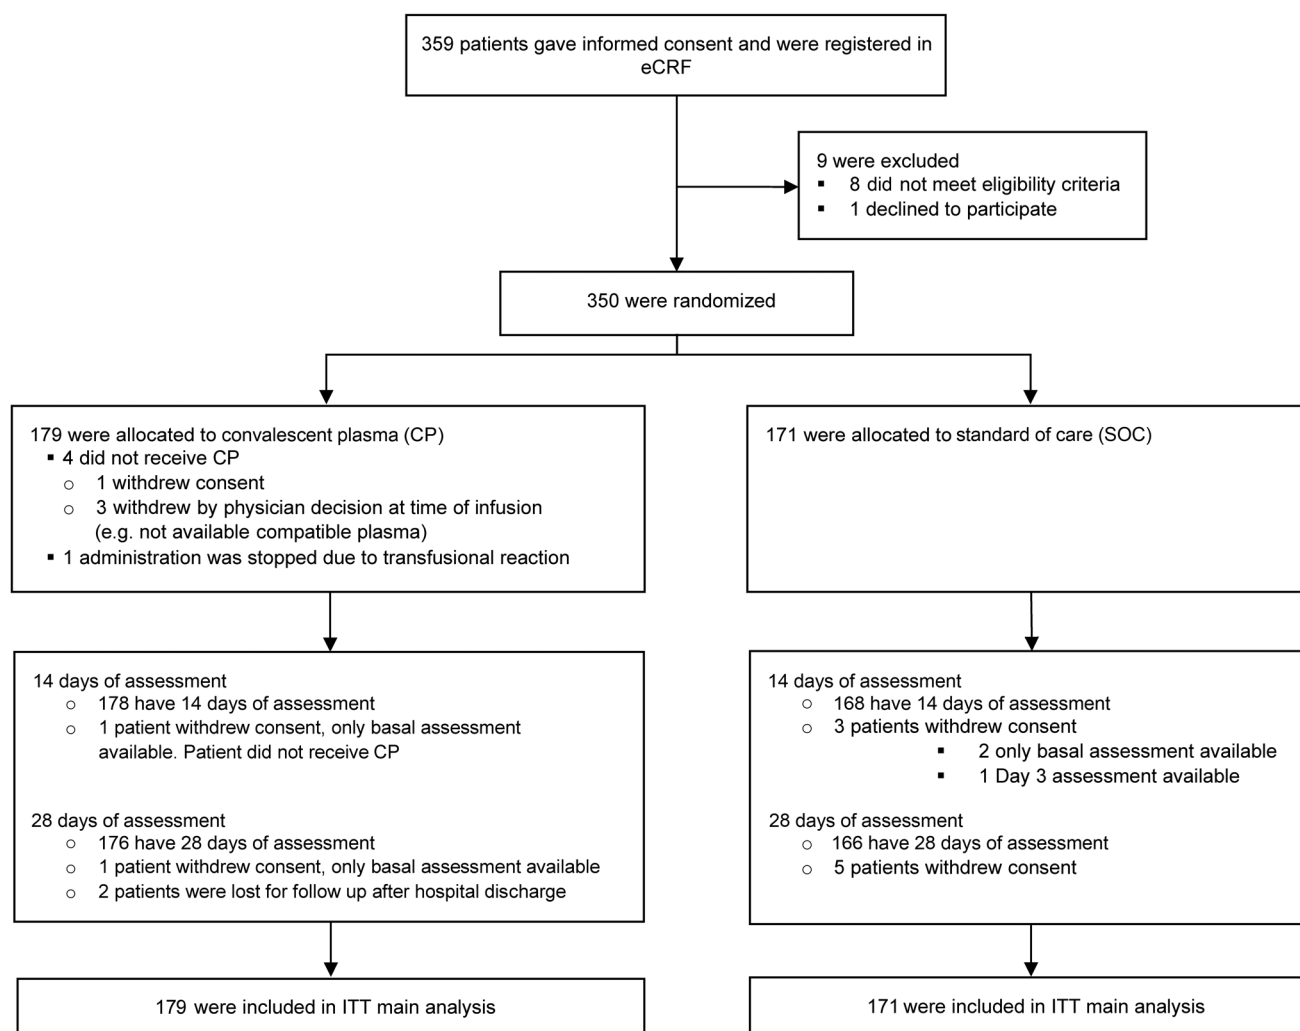 359 patients gave informed consent and were registered in
eCRF
9 were excluded
▪ 8 did not meet eligibility criteria
▪ 1 declined to participate
350 were randomized
179 were allocated to convalescent plasma (CP)
▪ 4 did not receive CP
○ 1 withdrew consent
○ 3 withdrew by physician decision at time of infusion
(e.g. not available compatible plasma)
▪ 1 administration was stopped due to transfusional reaction
171 were allocated to standard of care (SOC)
14 days of assessment
○ 178 have 14 days of assessment
○ 1 patient withdrew consent, only basal assessment
available. Patient did not receive CP
28 days of assessment
○ 176 have 28 days of assessment
○ 1 patient withdrew consent, only basal assessment available
○ 2 patients were lost for follow up after hospital discharge
14 days of assessment
○ 168 have 14 days of assessment
○ 3 patients withdrew consent
▪ 2 only basal assessment available
▪ 1 Day 3 assessment available
28 days of assessment
○ 166 have 28 days of assessment
○ 5 patients withdrew consent
179 were included in ITT main analysis
171 were included in ITT main analysis